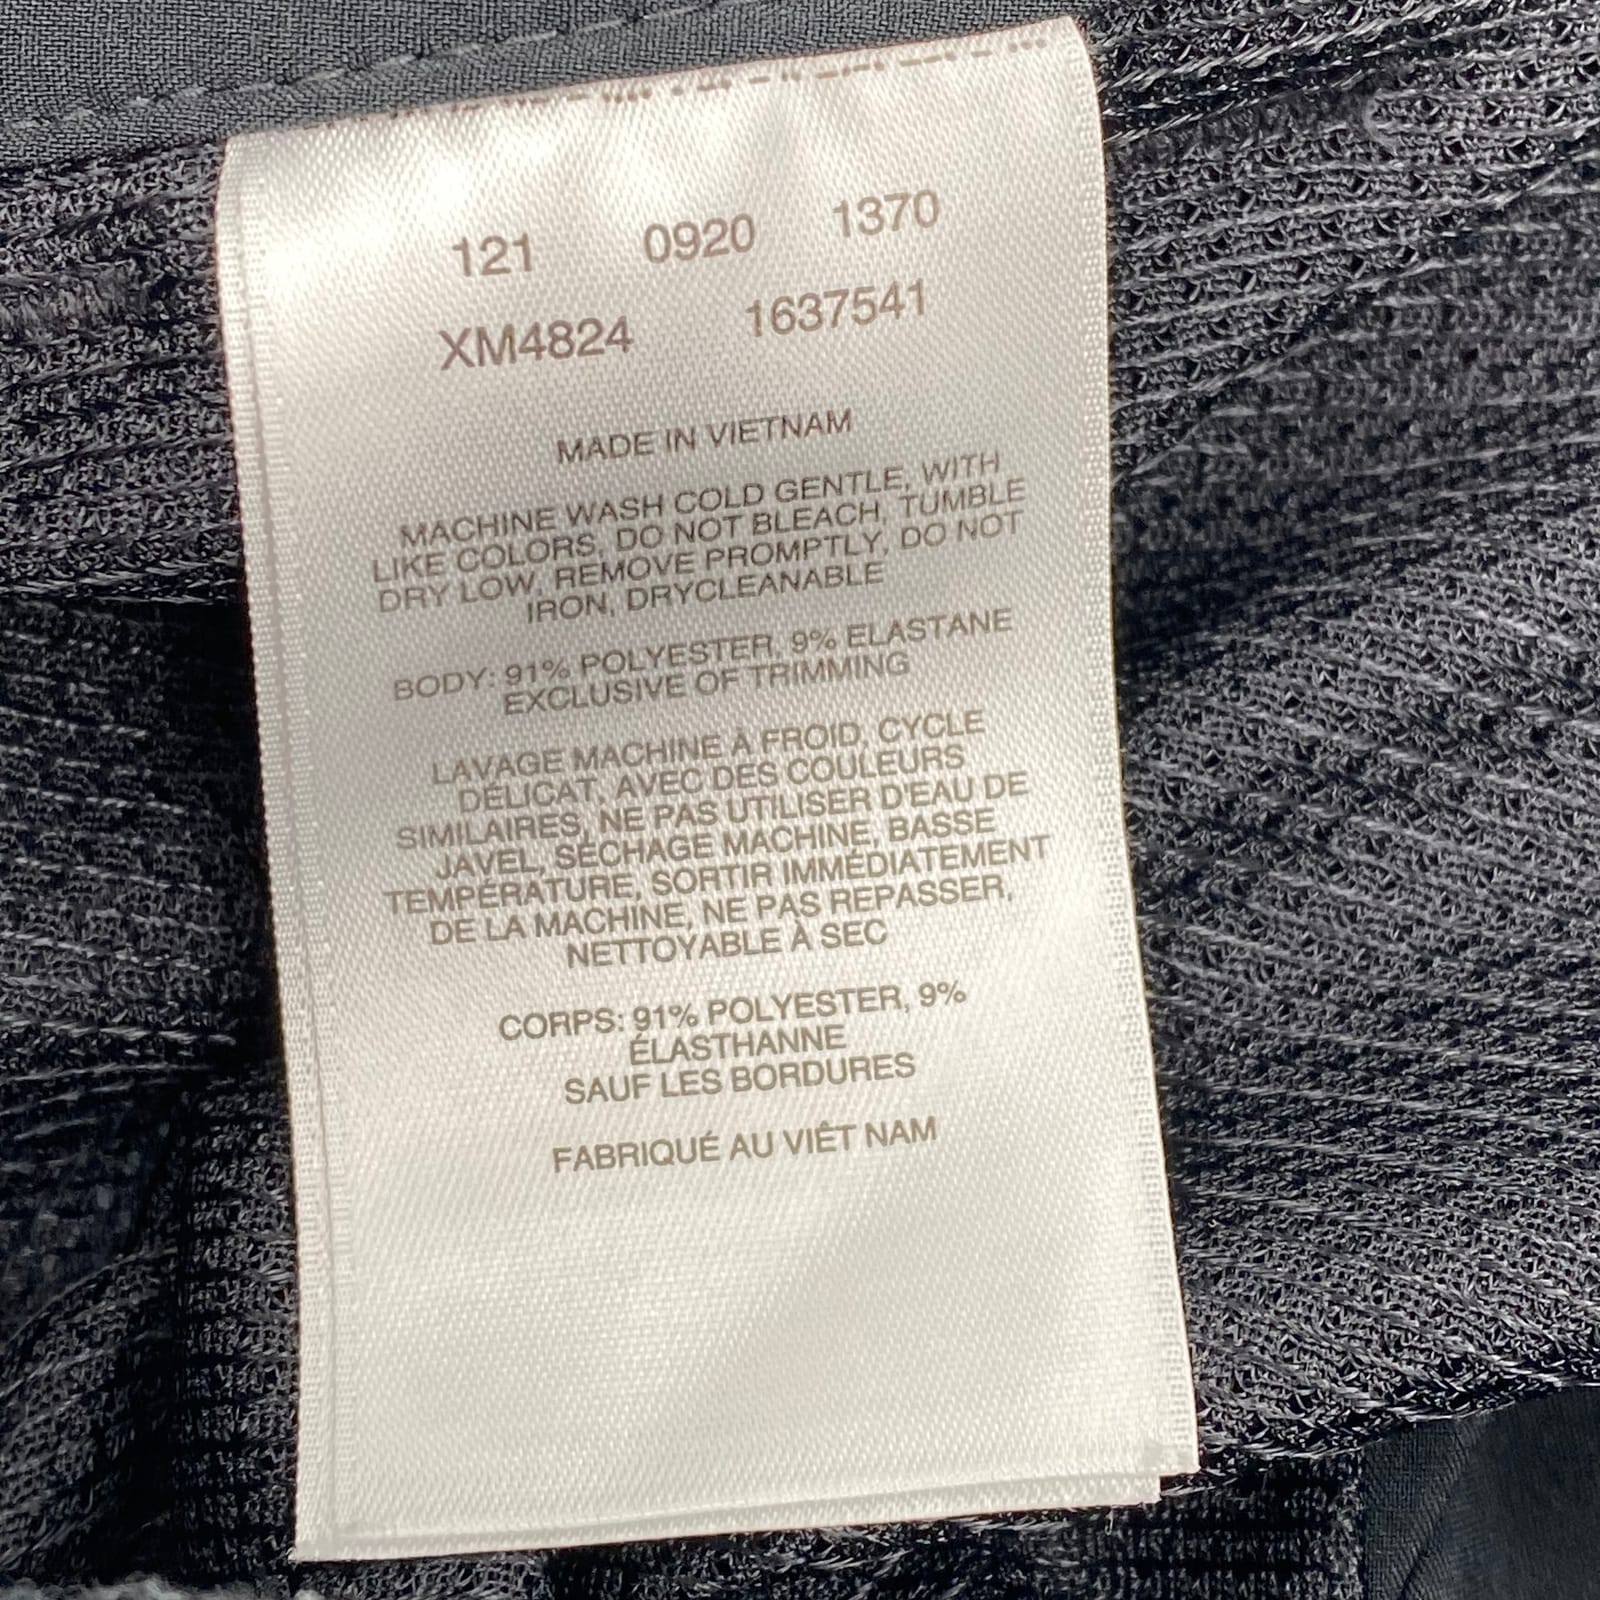 121 0920 1370
XM4824 1637541
MADE IN VIETNAM
MACHINE WASH COLD GENTLE, WITH
LIKE COLORS, DO NOT BLEACH, TUMBLE
DRY LOW, REMOVE PROMPTLY, DO NOT
IRON, DRYCLEANABLE
BODY: 91% POLYESTER, 9% ELASTANE
EXCLUSIVE OF TRIMMING
LAVAGE MACHINE À FROID, CYCLE
DÉLICAT, AVEC DES COULEURS
SIMILAIRES, NE PAS UTILISER D'EAU DE
JAVEL, SÉCHAGE MACHINE, BASSE
TEMPÉRATURE, SORTIR IMMÉDIATEMENT
DE LA MACHINE, NE PAS REPASSER,
NETTOYABLE À SEC
CORPS: 91% POLYESTER, 9%
ÉLASTHANNE
SAUF LES BORDURES
FABRIQUÉ AU VIÊT NAM